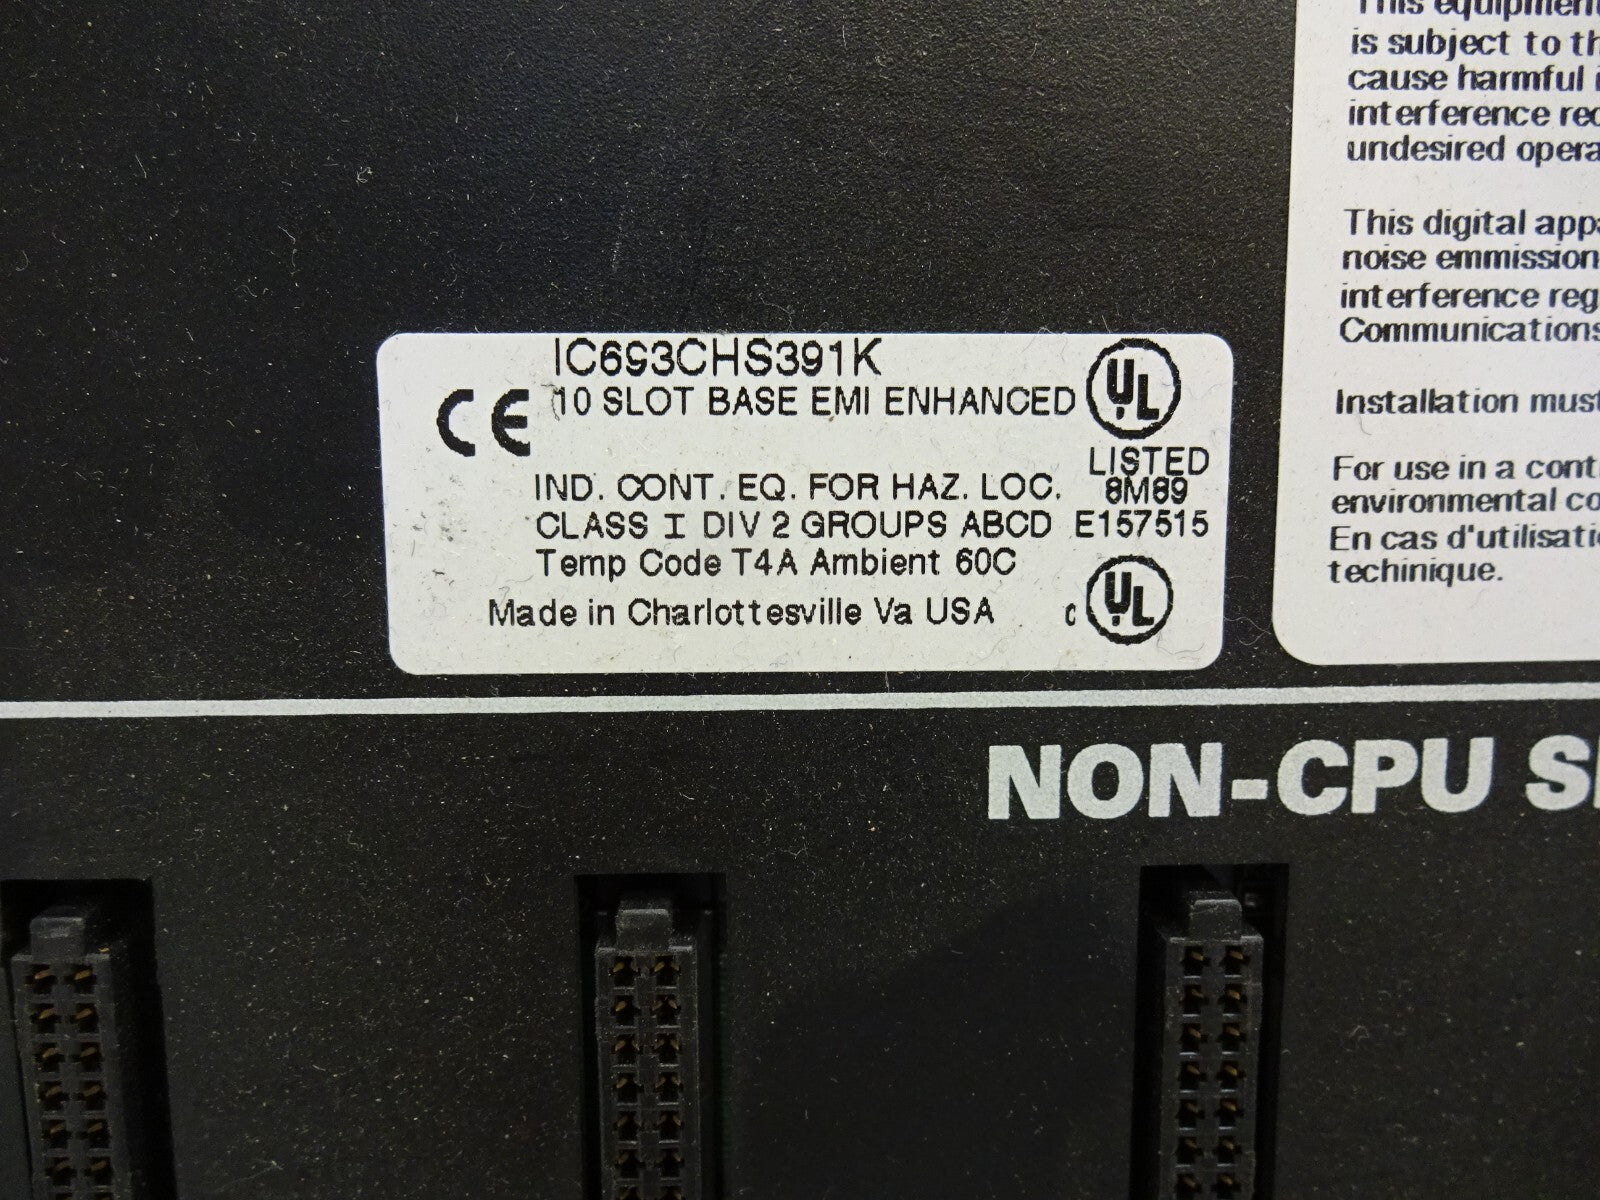 IC693CHS391K
10 SLOT BASE EMI ENHANCED
CE
UL
LISTED
IND. CONT. EQ. FOR HAZ. LOC. 8M89
CLASS I DIV 2 GROUPS ABCD E157515
Temp Code T4A Ambient 60C
Made in Charlottesville Va USA
C UL
This equipment
is subject to th
cause harmful i
interference rec
undesired opera
This digital appa
noise emmission
interference reg
Communications
Installation must
For use in a cont
environmental co
En cas d'utilisati
techinique.
NON-CPU